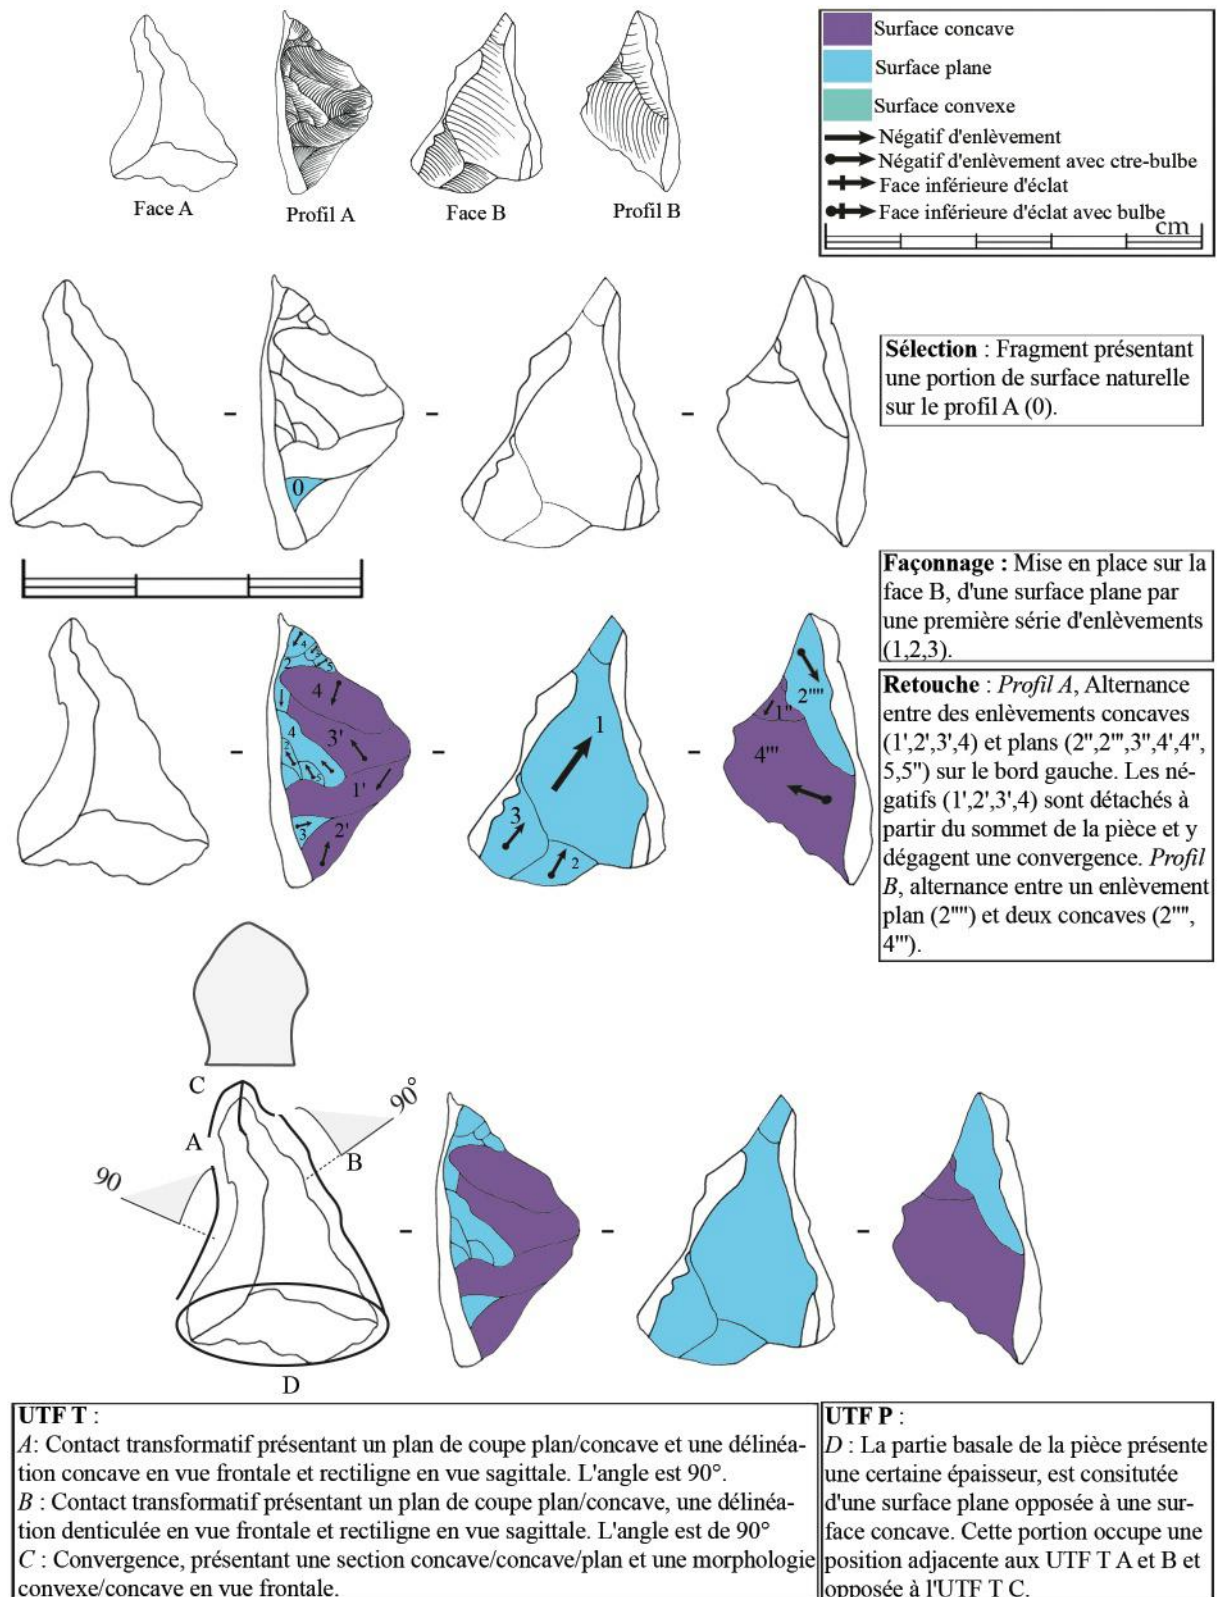 Face A
Profil A
Face B
Profil B
Surface concave
Surface plane
Surface convexe
Négatif d'enlèvement
Négatif d'enlèvement avec ctre-bulbe
Face inférieure d'éclat
Face inférieure d'éclat avec bulbe
cm
-
-
-
0
Sélection : Fragment présentant
une portion de surface naturelle
sur le profil A (0).
Façonnage : Mise en place sur la
face B, d'une surface plane par
une première série d'enlèvements
(1,2,3).
-
-
-
4
2
5
4
3'
4
2
5
1'
3
2'
1
3
2
2""
1"
4'"
Retouche : Profil A, Alternance
entre des enlèvements concaves
(1',2',3',4) et plans (2",2'",3",4',4",
5,5") sur le bord gauche. Les né-
gatifs (1',2',3',4) sont détachés à
partir du sommet de la pièce et y
dégagent une convergence. Profil
B, alternance entre un enlèvement
plan (2"") et deux concaves (2"",
4'").
C
A
90
90°
B
D
-
-
-
UTF T :
A: Contact transformatif présentant un plan de coupe plan/concave et une délinéa-
tion concave en vue frontale et rectiligne en vue sagittale. L'angle est 90°.
B : Contact transformatif présentant un plan de coupe plan/concave, une délinéa-
tion denticulée en vue frontale et rectiligne en vue sagittale. L'angle est de 90°
C : Convergence, présentant une section concave/concave/plan et une morphologie
convexe/concave en vue frontale.
UTF P :
D : La partie basale de la pièce présente
une certaine épaisseur, est consitutée
d'une surface plane opposée à une sur-
face concave. Cette portion occupe une
position adjacente aux UTF T A et B et
opposée à l'UTF T C.